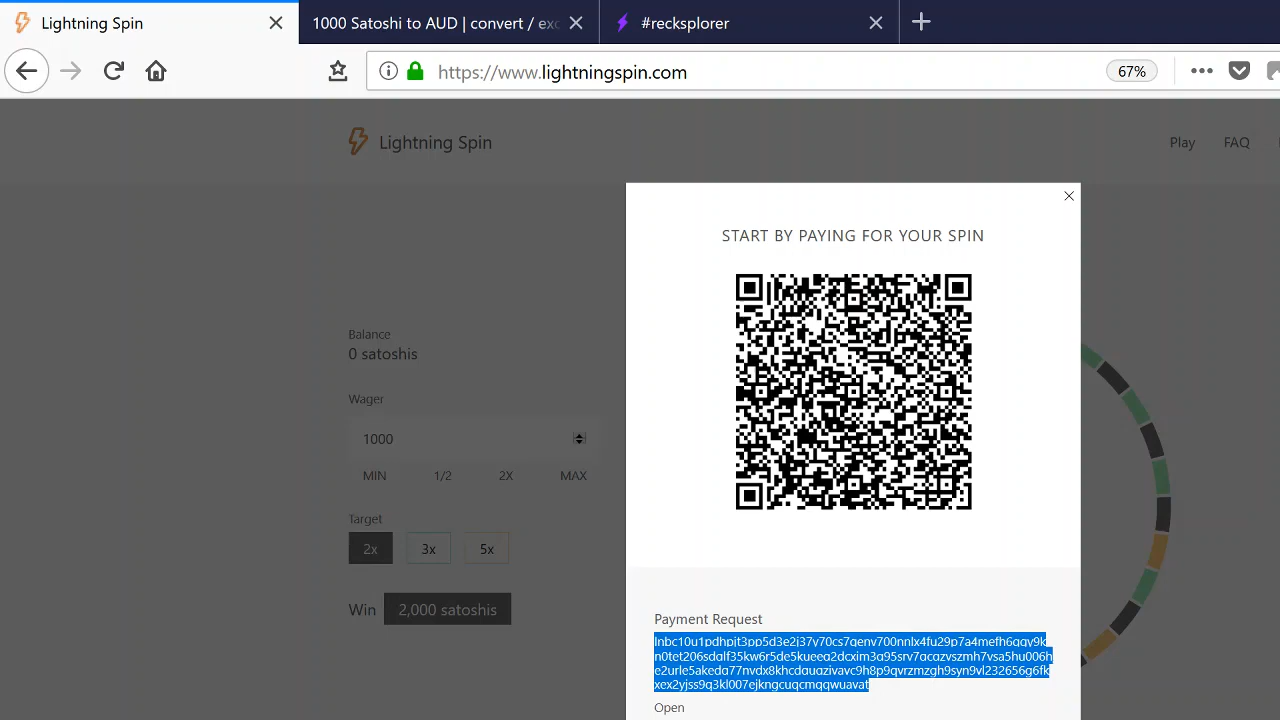 Lightning Spin
1000 Satoshi to AUD | convert / exc
#recksplorer
https://www.lightningspin.com
67%
Lightning Spin
Play
FAQ
START BY PAYING FOR YOUR SPIN
Balance
0 satoshis
Wager
1000
MIN
1/2
2X
MAX
Target
2x
3x
5x
Win
2,000 satoshis
Payment Request
Open